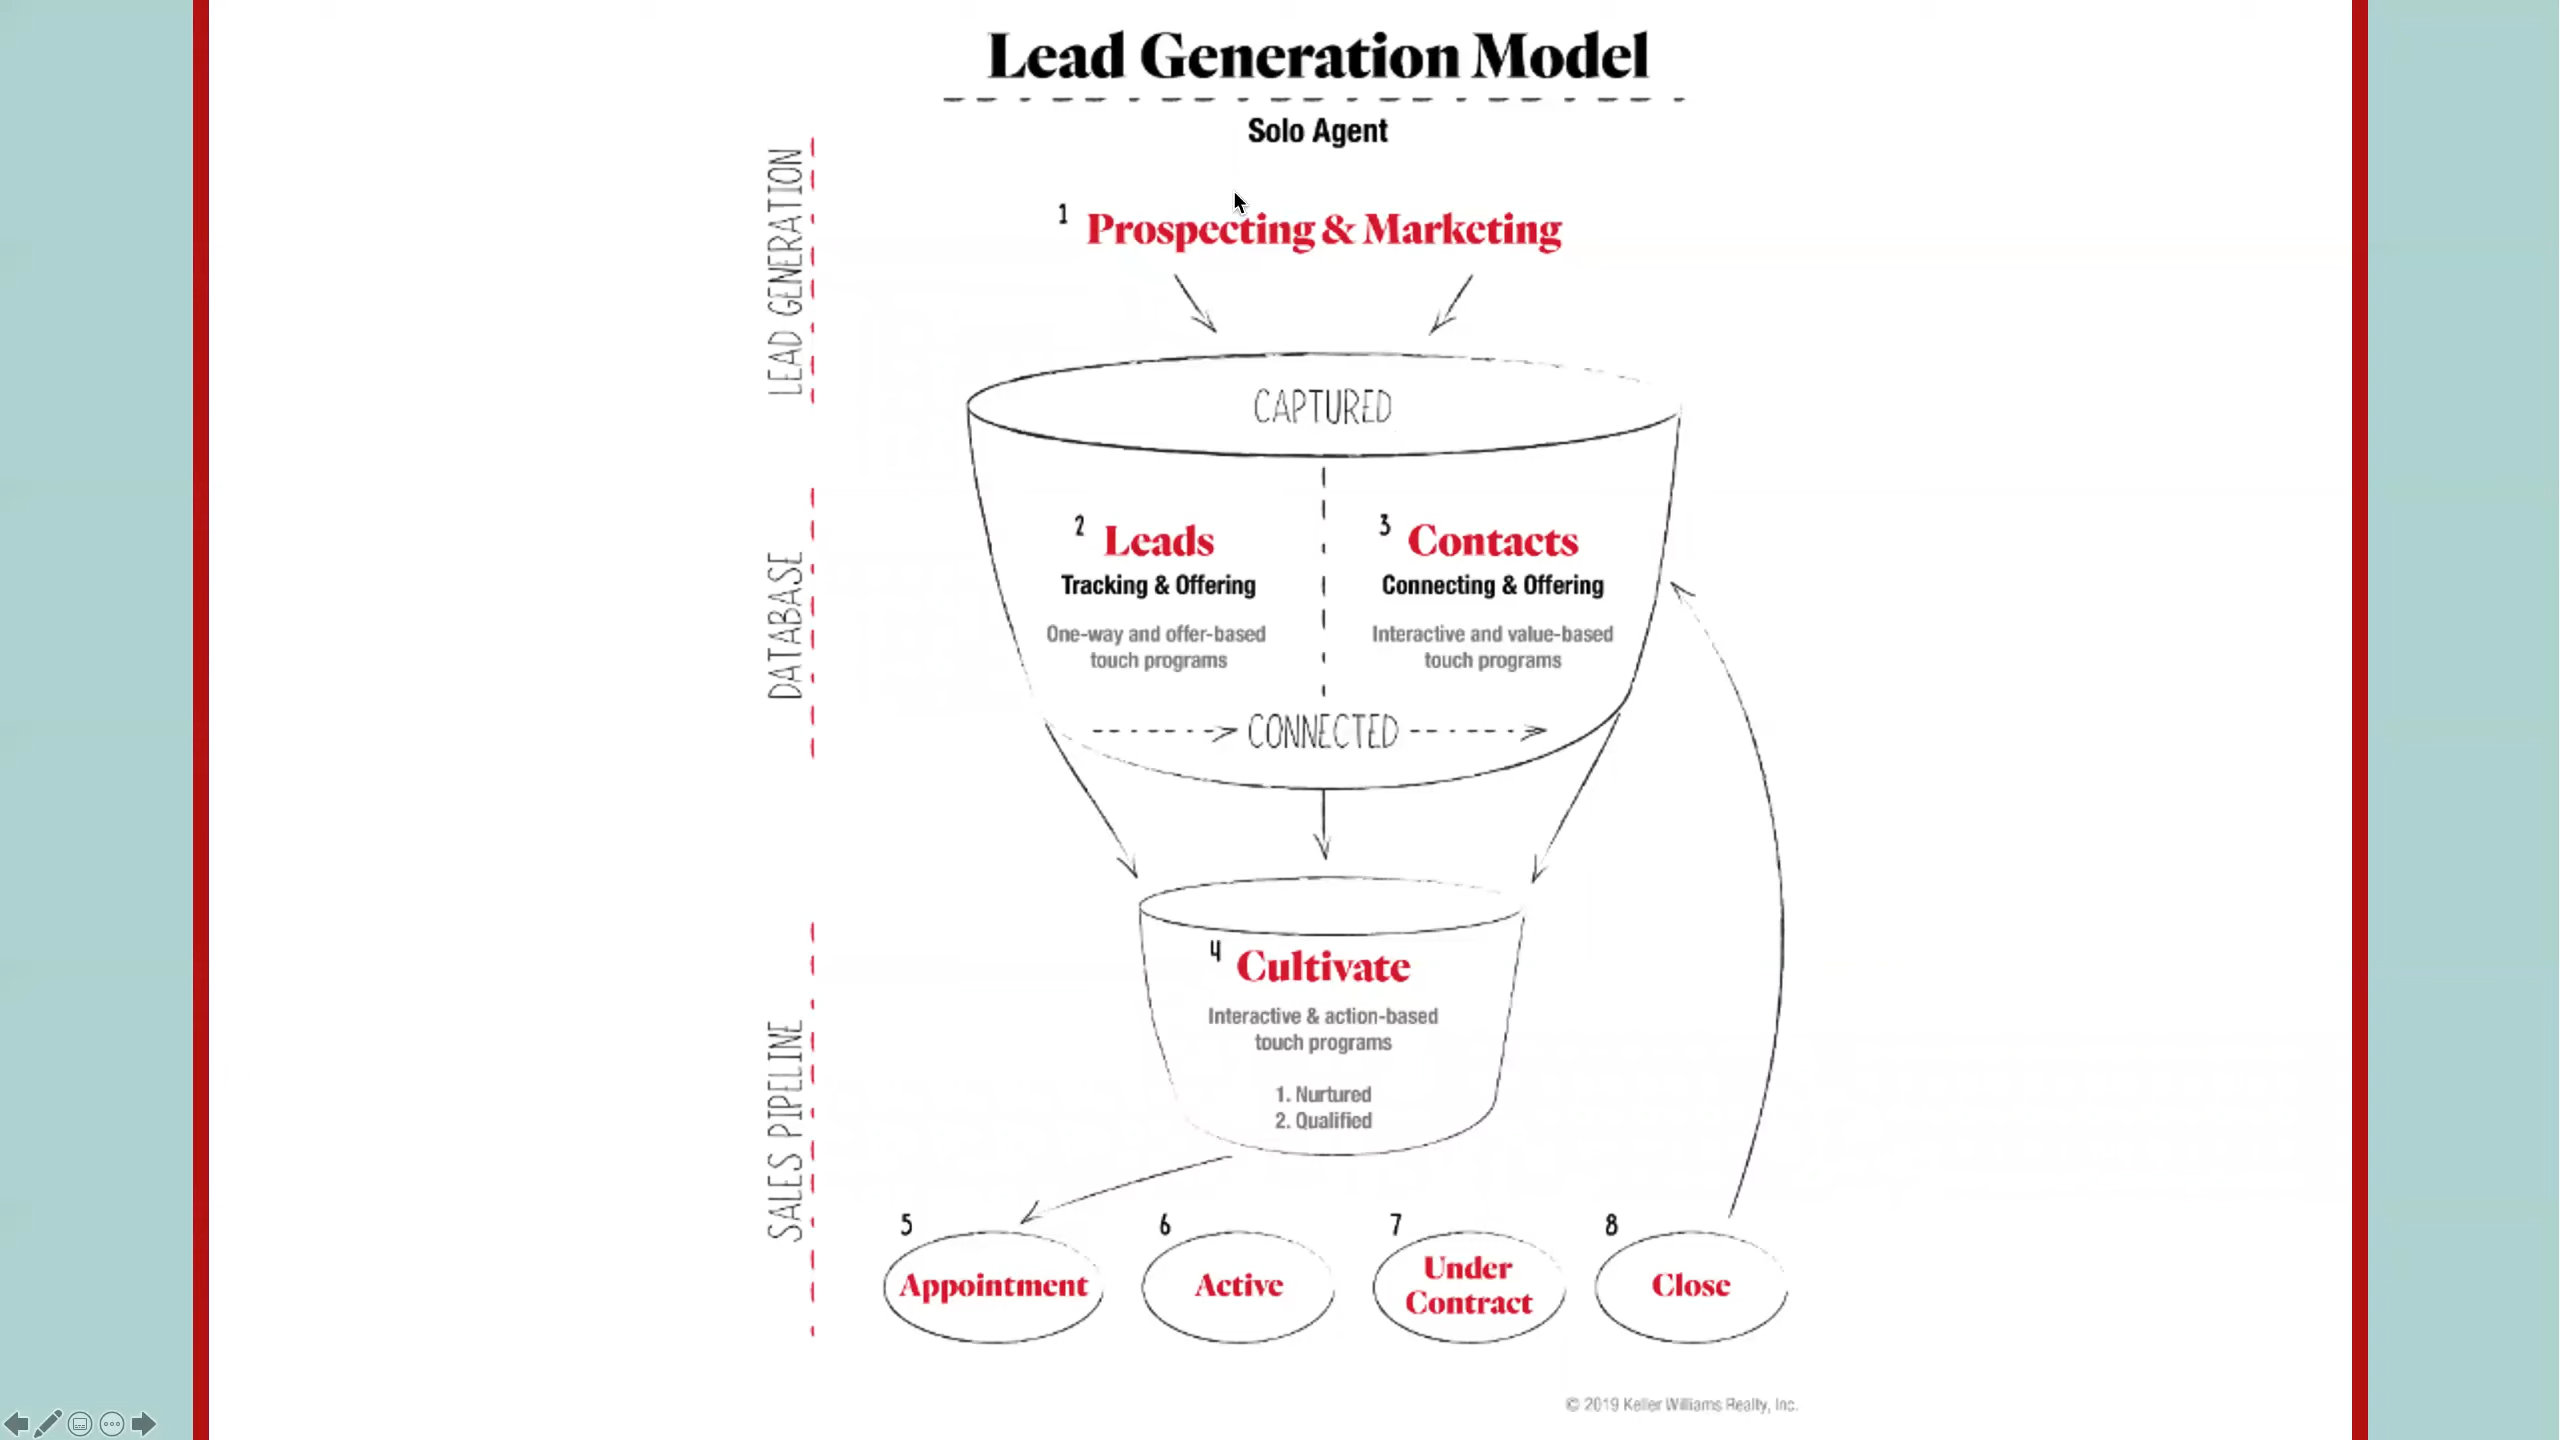 Lead Generation Model
Solo Agent
LEAD GENERATION
1 Prospecting & Marketing
CAPTURED
DATABASE
2 Leads
Tracking & Offering
One-way and offer-based
touch programs
3 Contacts
Connecting & Offering
Interactive and value-based
touch programs
CONNECTED
SALES PIPELINE
4 Cultivate
Interactive & action-based
touch programs
1. Nurtured
2. Qualified
5 Appointment
6 Active
7 Under
Contract
8 Close
© 2019 Keller Williams Realty, Inc.